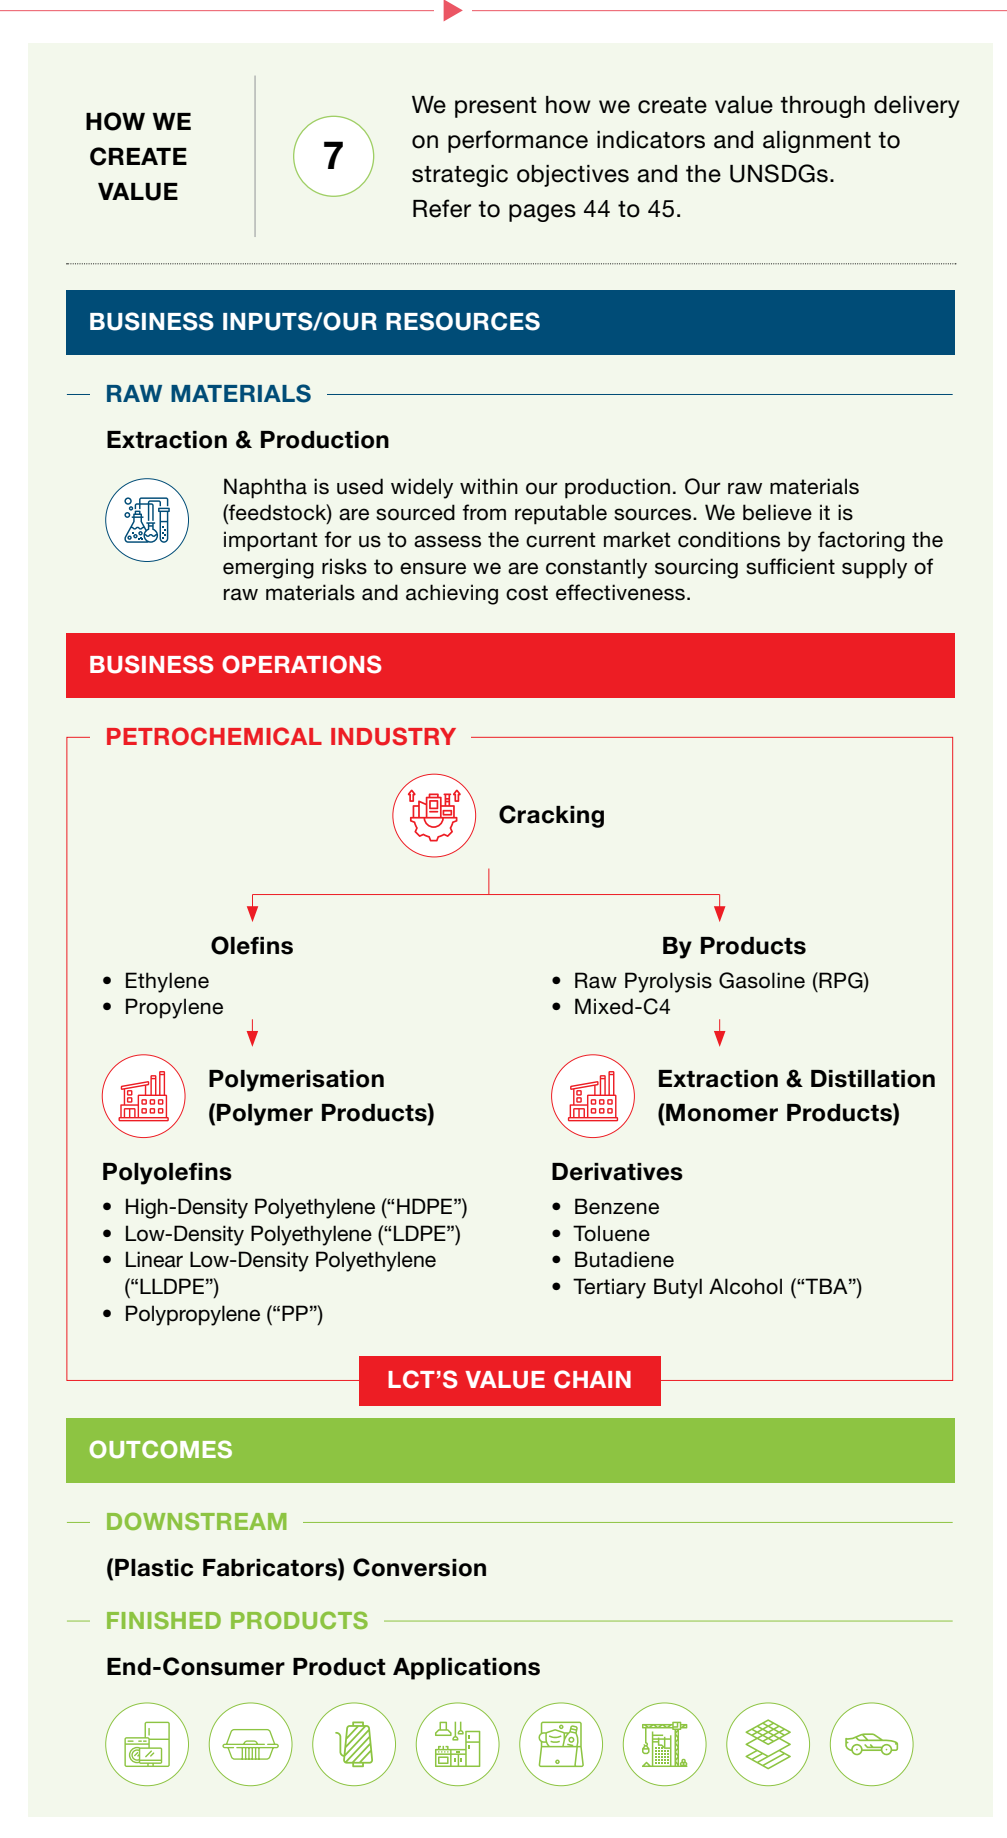 HOW WE
CREATE
VALUE
7
We present how we create value through delivery
on performance indicators and alignment to
strategic objectives and the UNSDGs.
Refer to pages 44 to 45.
BUSINESS INPUTS/OUR RESOURCES
RAW MATERIALS
Extraction & Production
Naphtha is used widely within our production. Our raw materials
(feedstock) are sourced from reputable sources. We believe it is
important for us to assess the current market conditions by factoring the
emerging risks to ensure we are constantly sourcing sufficient supply of
raw materials and achieving cost effectiveness.
BUSINESS OPERATIONS
PETROCHEMICAL INDUSTRY
Cracking
Olefins
• Ethylene
• Propylene
Polymerisation
(Polymer Products)
Polyolefins
• High-Density Polyethylene (“HDPE”)
• Low-Density Polyethylene (“LDPE”)
• Linear Low-Density Polyethylene
(“LLDPE”)
• Polypropylene (“PP”)
By Products
• Raw Pyrolysis Gasoline (RPG)
• Mixed-C4
Extraction & Distillation
(Monomer Products)
Derivatives
• Benzene
• Toluene
• Butadiene
• Tertiary Butyl Alcohol (“TBA”)
LCT’S VALUE CHAIN
OUTCOMES
DOWNSTREAM
(Plastic Fabricators) Conversion
FINISHED PRODUCTS
End-Consumer Product Applications